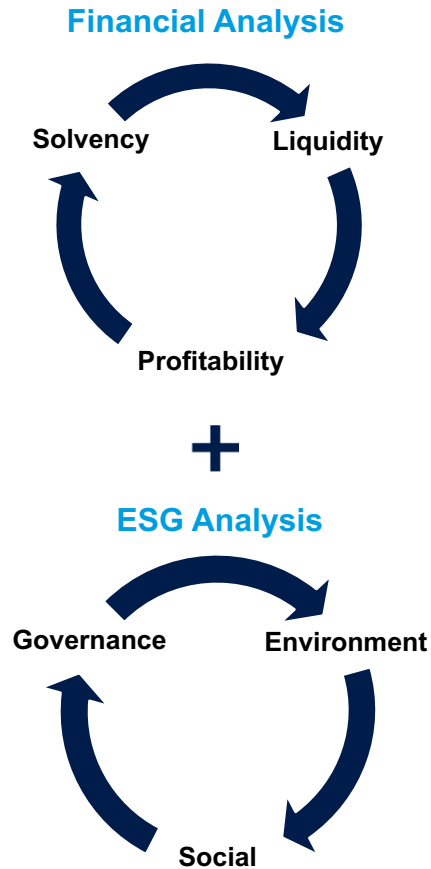 Financial Analysis
Solvency
Liquidity
Profitability
+
ESG Analysis
Governance
Environment
Social